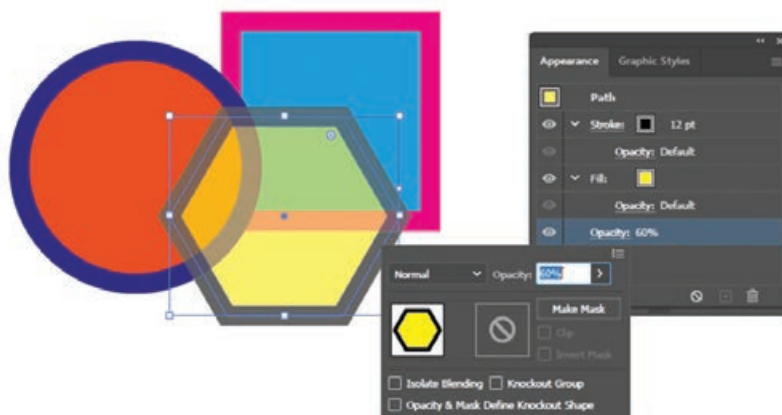 Appearance Graphic Styles
Path
Stroke: 12 pt
Opacity: Default
Fill:
Opacity: Default
Opacity: 60%
Normal Opacity: 60%
Make Mask
Clip
Invert Mask
Isolate Blending Knockout Group
Opacity & Mask Define Knockout Shape